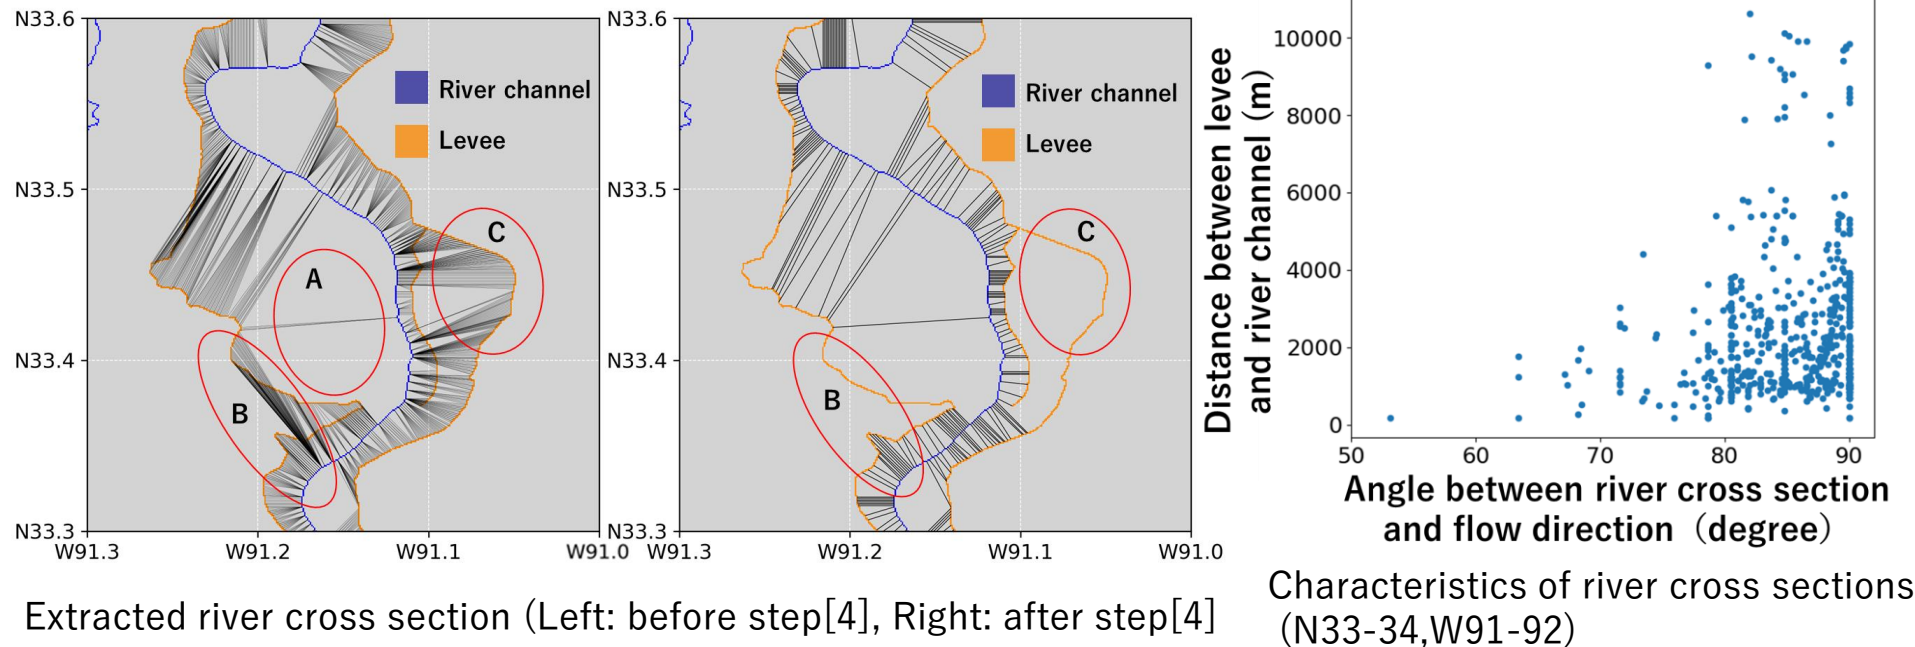 N33.6
N33.5
N33.4
N33.3
W91.3
W91.2
W91.1
W91.0
River channel
Levee
A
B
C
N33.6
N33.5
N33.4
N33.3
W91.3
W91.2
W91.1
W91.0
River channel
Levee
B
C
Extracted river cross section (Left: before step[4], Right: after step[4]
Distance between levee
and river channel (m)
10000
8000
6000
4000
2000
0
50
60
70
80
90
Angle between river cross section
and flow direction（degree）
Characteristics of river cross sections
(N33-34,W91-92)